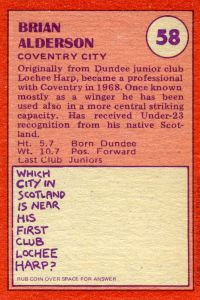 BRIAN
ALDERSON
58
COVENTRY CITY
Originally from Dundee junior club
Lochee Harp, became a professional
with Coventry in 1968. Once known
mostly as a winger he has been
used also in a more central striking
capacity. Has received Under-23
recognition from his native Scot-
land.
Ht. 5.7 Born Dundee
Wt. 10.7 Pos. Forward
Last Club Juniors
WHICH
CITY IN
SCOTLAND
IS NEAR
HIS
FIRST
CLUB
LOCHEE
HARP?
RUB COIN OVER SPACE FOR ANSWER